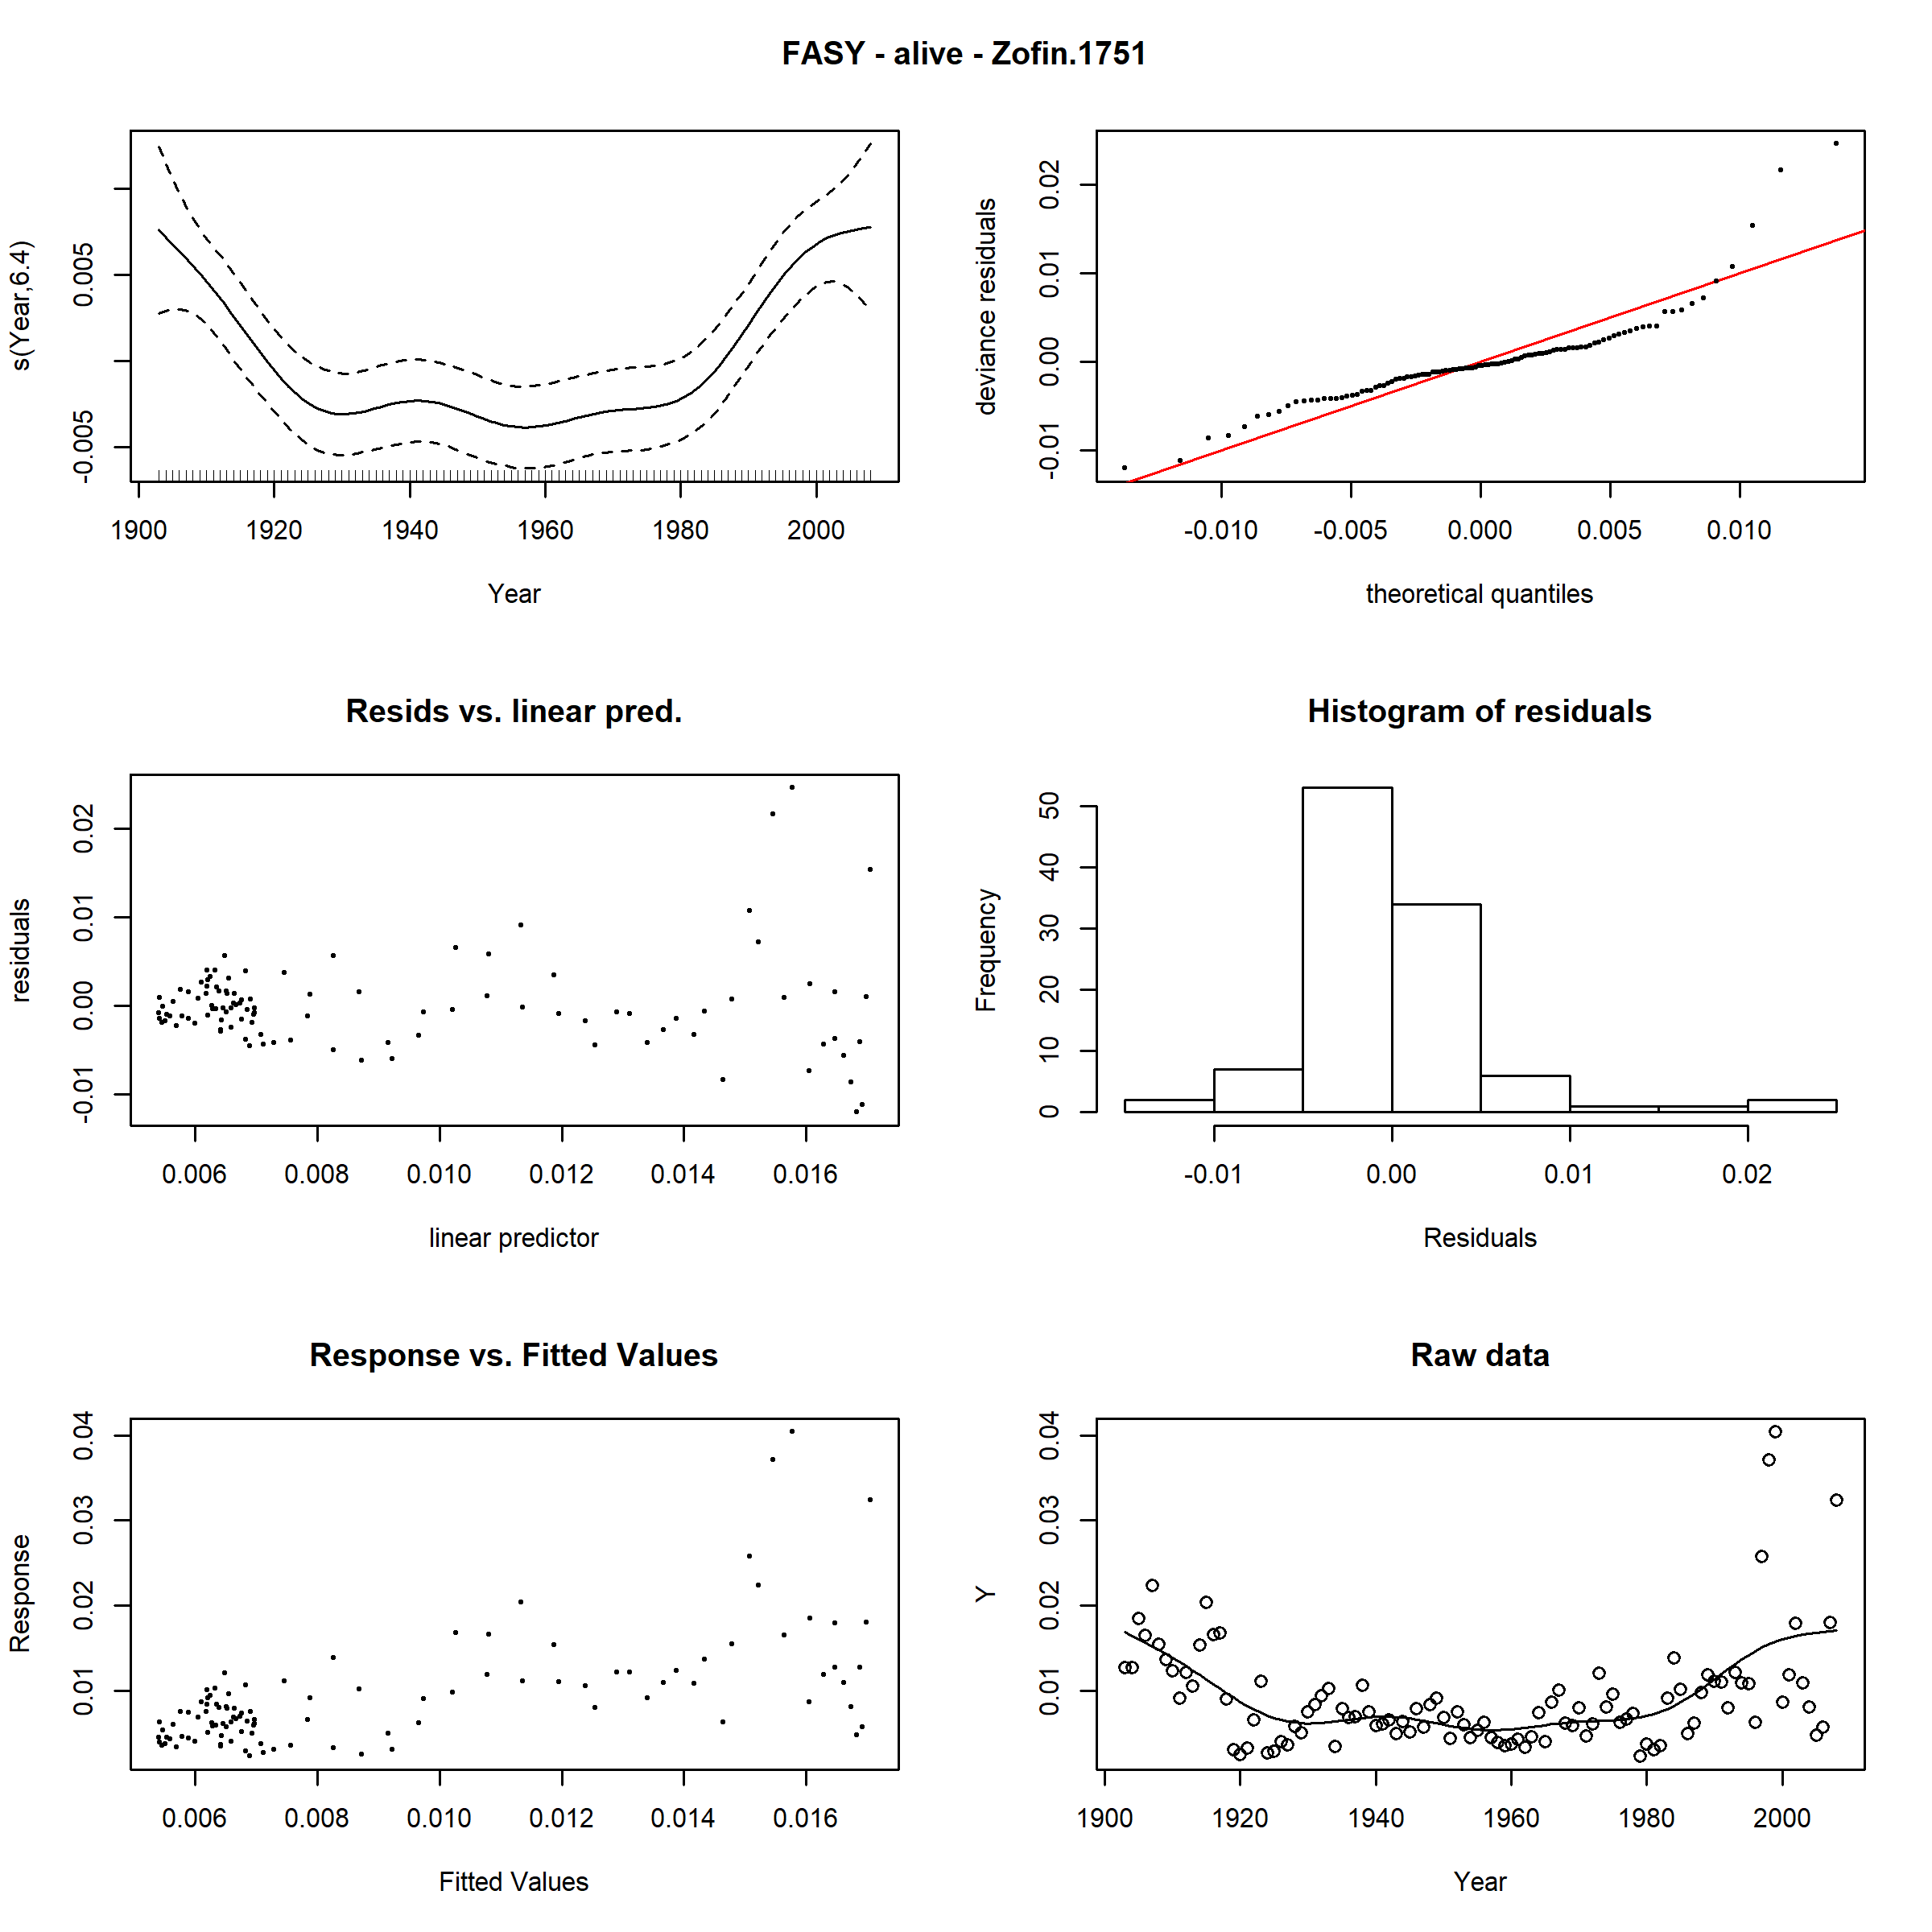 FASY - alive - Zofin.1751
s(Year,6.4)
-0.005 0.005
1900 1920 1940 1960 1980 2000
Year
deviance residuals
-0.01 0.00 0.01 0.02
-0.010 -0.005 0.000 0.005 0.010
theoretical quantiles
Resids vs. linear pred.
residuals
-0.01 0.00 0.01 0.02
0.006 0.008 0.010 0.012 0.014 0.016
linear predictor
Histogram of residuals
Frequency
0 10 20 30 40 50
-0.01 0.00 0.01 0.02
Residuals
Response vs. Fitted Values
Response
0.01 0.02 0.03 0.04
0.006 0.008 0.010 0.012 0.014 0.016
Fitted Values
Raw data
Y
0.01 0.02 0.03 0.04
1900 1920 1940 1960 1980 2000
Year